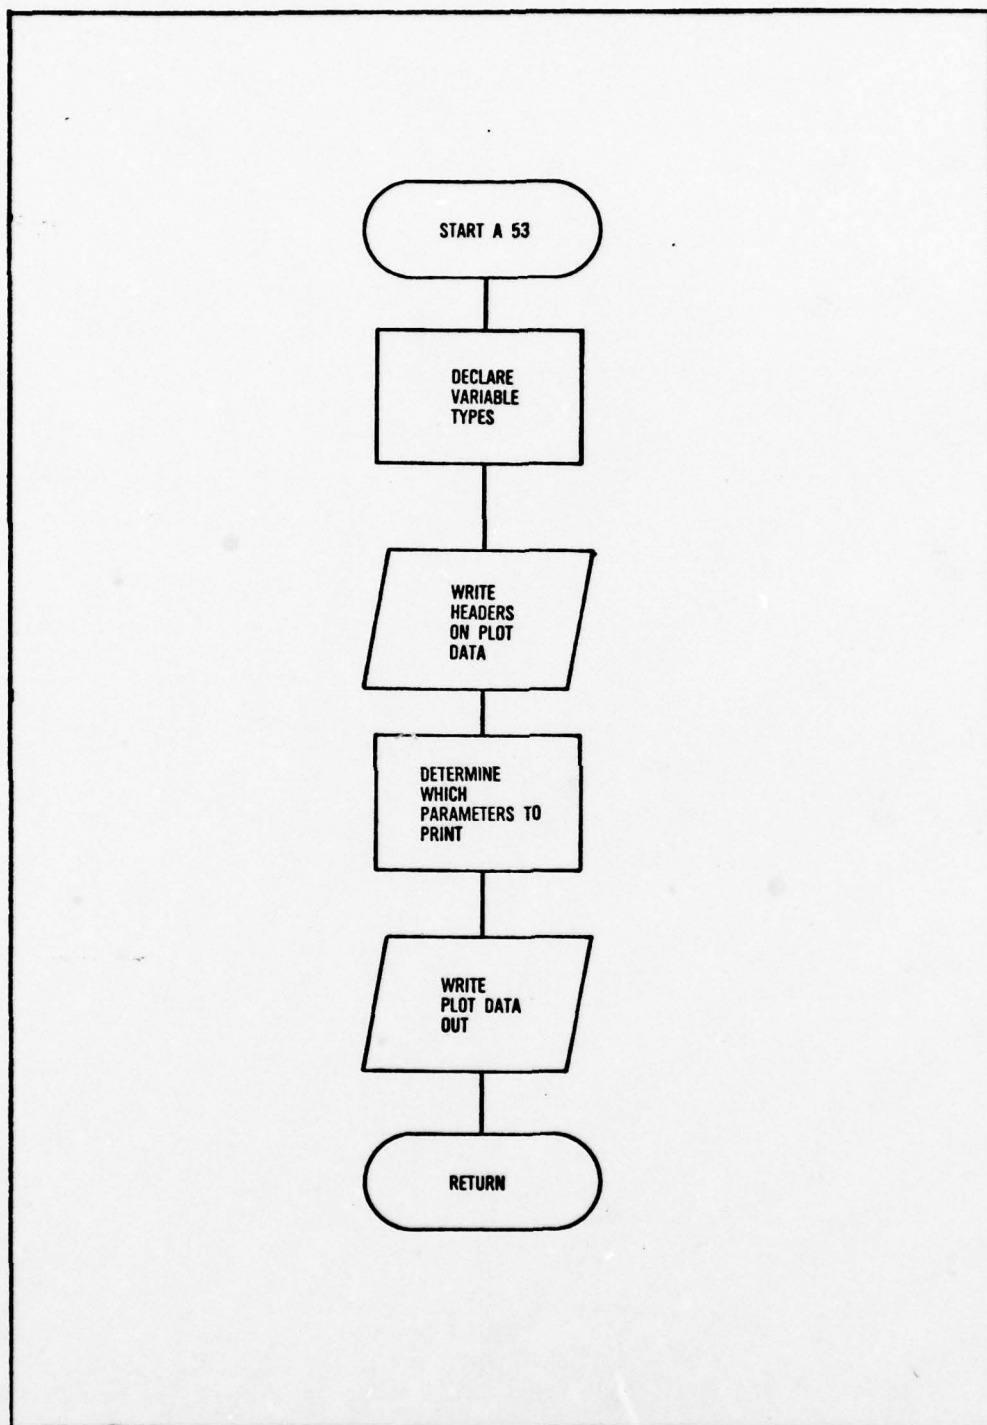 START A 53
DECLARE
VARIABLE
TYPES
WRITE
HEADERS
ON PLOT
DATA
DETERMINE
WHICH
PARAMETERS TO
PRINT
WRITE
PLOT DATA
OUT
RETURN